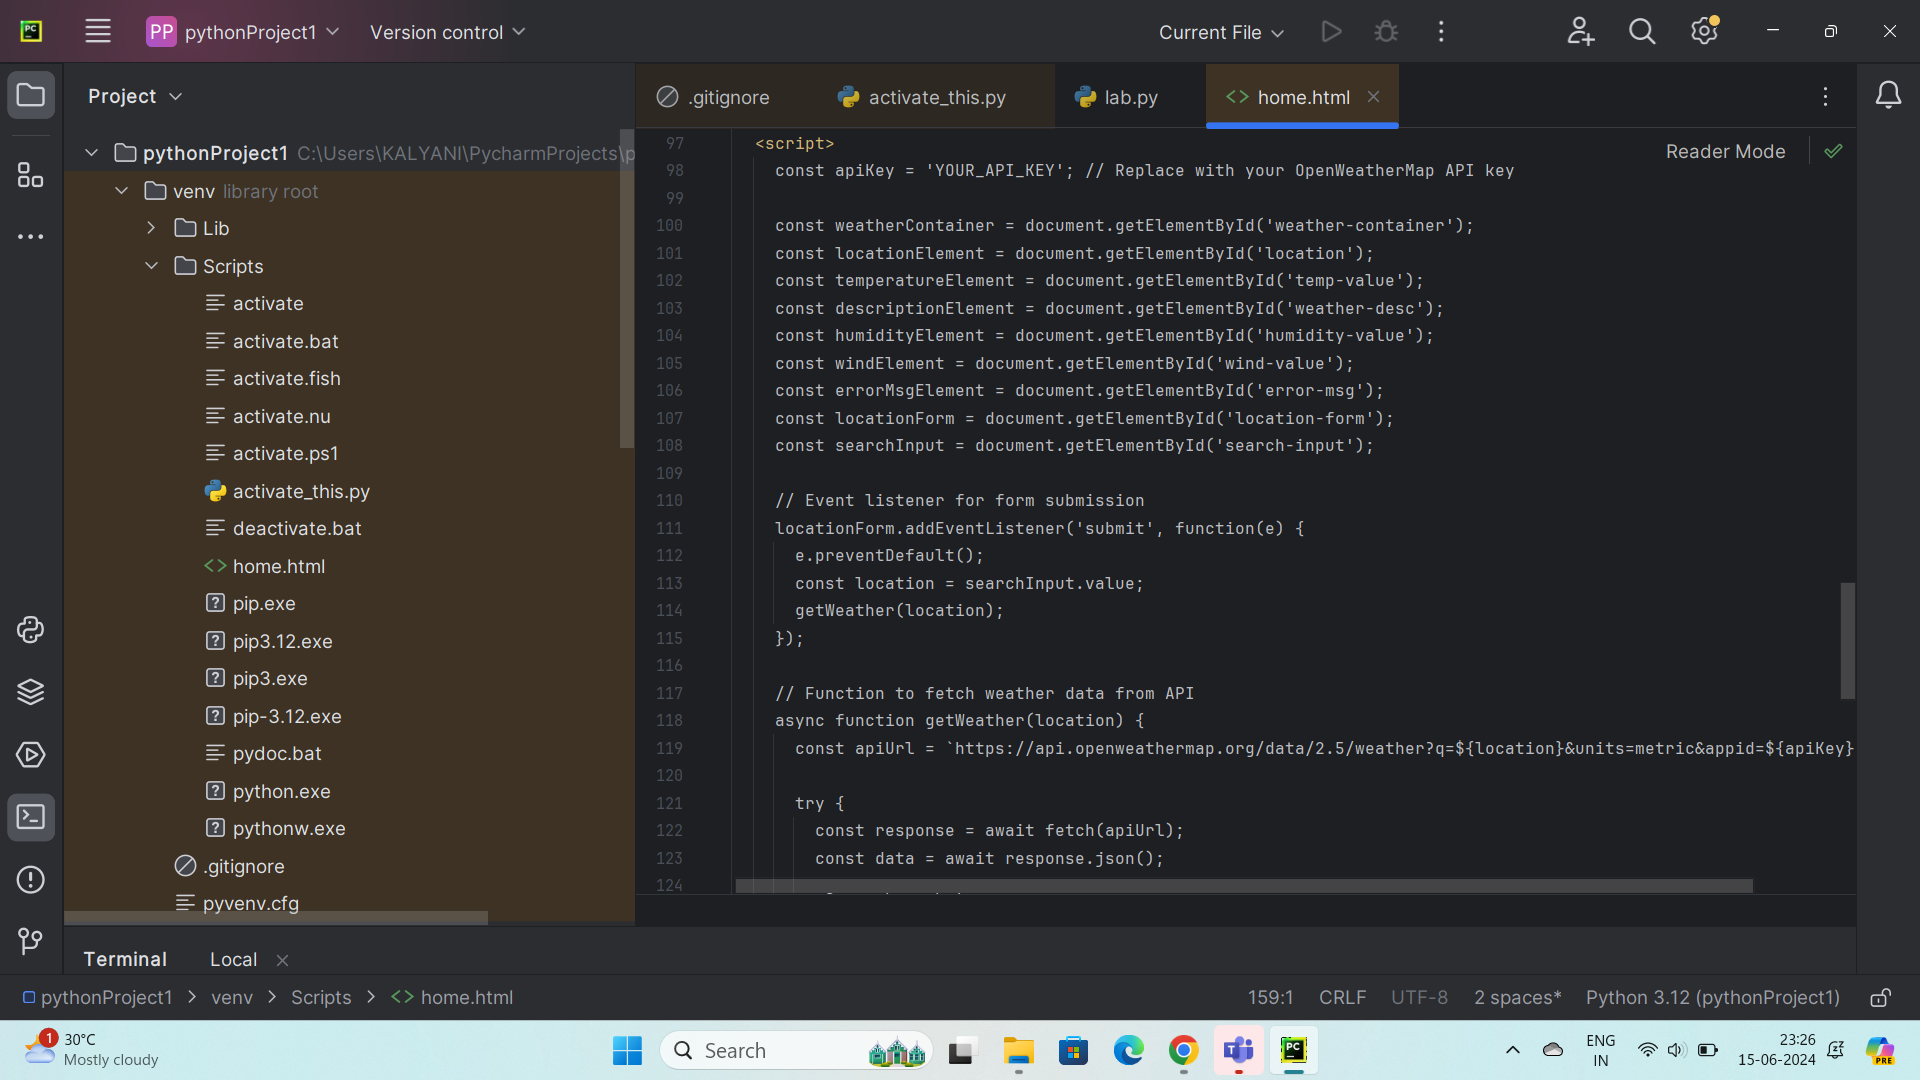 PC
PP pythonProject1
Version control
Current File
Project
.gitignore
activate_this.py
lab.py
<> home.html
Reader Mode
pythonProject1 C:\Users\KALYANI\PycharmProjects\p
venv library root
Lib
Scripts
activate
activate.bat
activate.fish
activate.nu
activate.ps1
activate_this.py
deactivate.bat
<> home.html
pip.exe
pip3.12.exe
pip3.exe
pip-3.12.exe
pydoc.bat
python.exe
pythonw.exe
.gitignore
pyvenv.cfg
97 <script>
98 const apiKey = 'YOUR_API_KEY'; // Replace with your OpenWeatherMap API key
99
100 const weatherContainer = document.getElementById('weather-container');
101 const locationElement = document.getElementById('location');
102 const temperatureElement = document.getElementById('temp-value');
103 const descriptionElement = document.getElementById('weather-desc');
104 const humidityElement = document.getElementById('humidity-value');
105 const windElement = document.getElementById('wind-value');
106 const errorMsgElement = document.getElementById('error-msg');
107 const locationForm = document.getElementById('location-form');
108 const searchInput = document.getElementById('search-input');
109
110 // Event listener for form submission
111 locationForm.addEventListener('submit', function(e) {
112 e.preventDefault();
113 const location = searchInput.value;
114 getWeather(location);
115 });
116
117 // Function to fetch weather data from API
118 async function getWeather(location) {
119 const apiUrl = `https://api.openweathermap.org/data/2.5/weather?q=${location}&units=metric&appid=${apiKey}
120
121 try {
122 const response = await fetch(apiUrl);
123 const data = await response.json();
124
Terminal
Local
pythonProject1 > venv > Scripts > <> home.html
159:1 CRLF UTF-8 2 spaces* Python 3.12 (pythonProject1)
1
30°C
Mostly cloudy
Search
PC
ENG
IN
23:26
15-06-2024
PRE